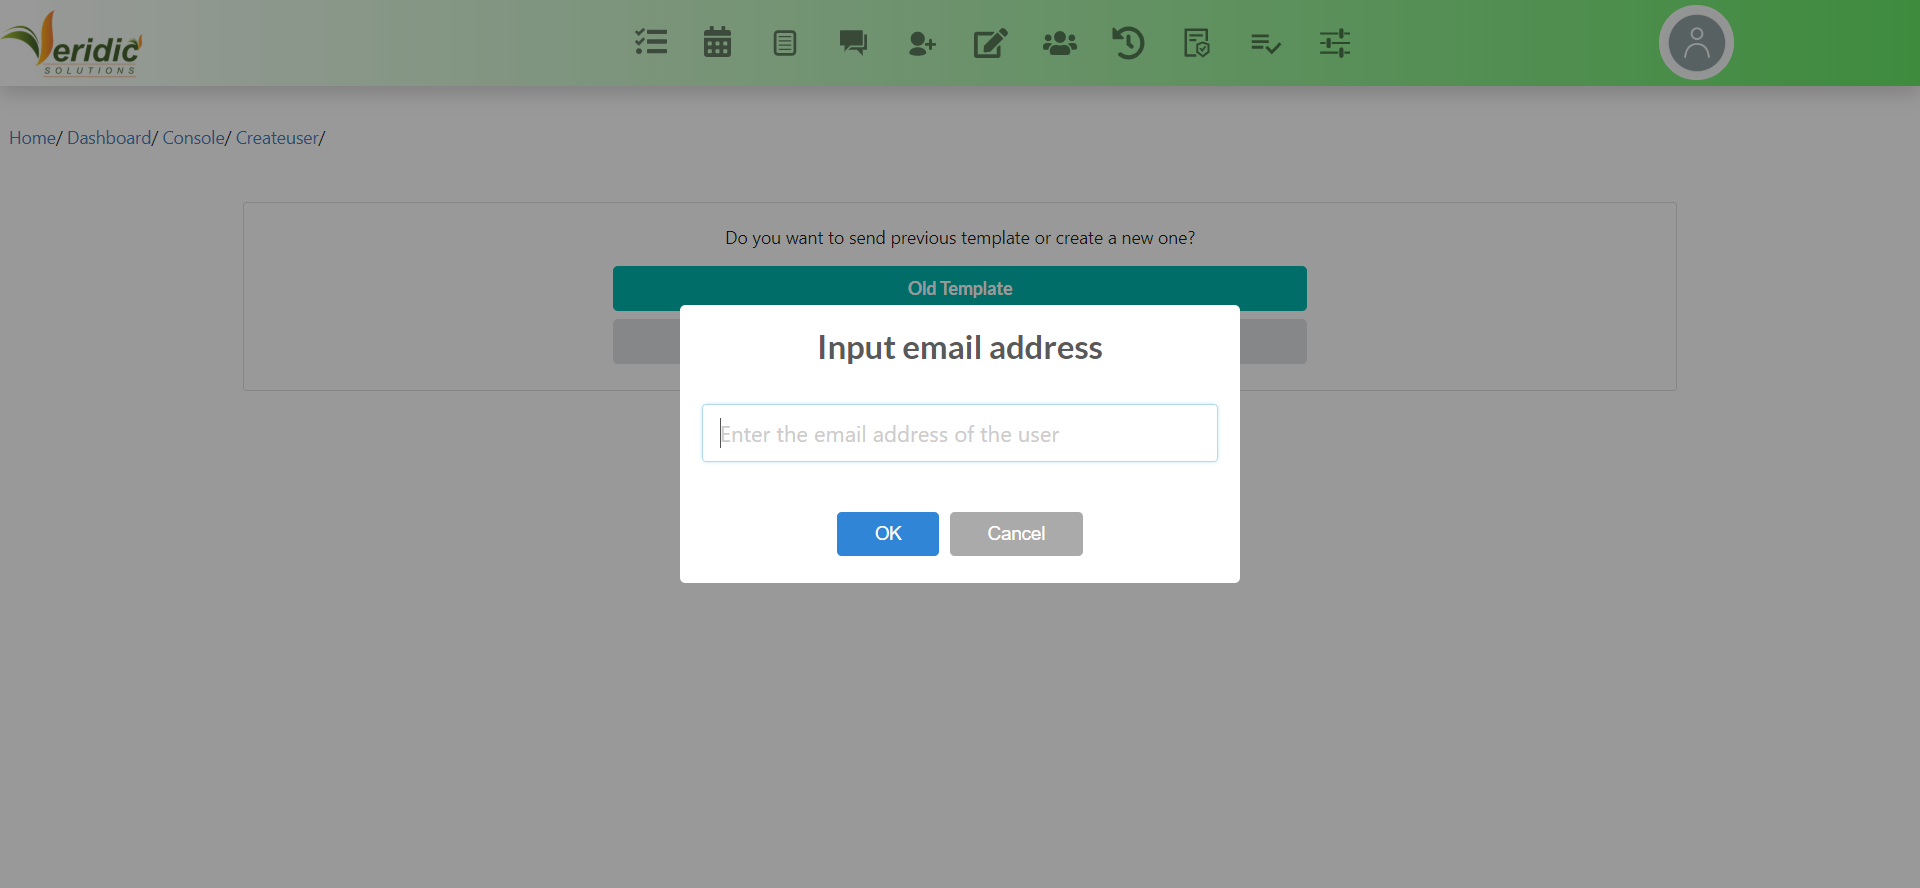 eridic
SOLUTIONS
Home/ Dashboard/ Console/ Createuser/
Do you want to send previous template or create a new one?
Old Template
Input email address
Enter the email address of the user
OK
Cancel